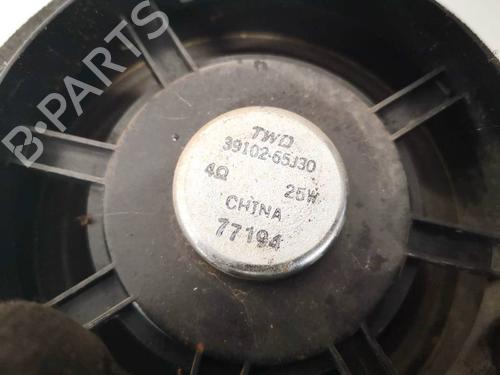 B-PARTS
TWD
39102-65J30
4Ω 25W
CHINA
77194